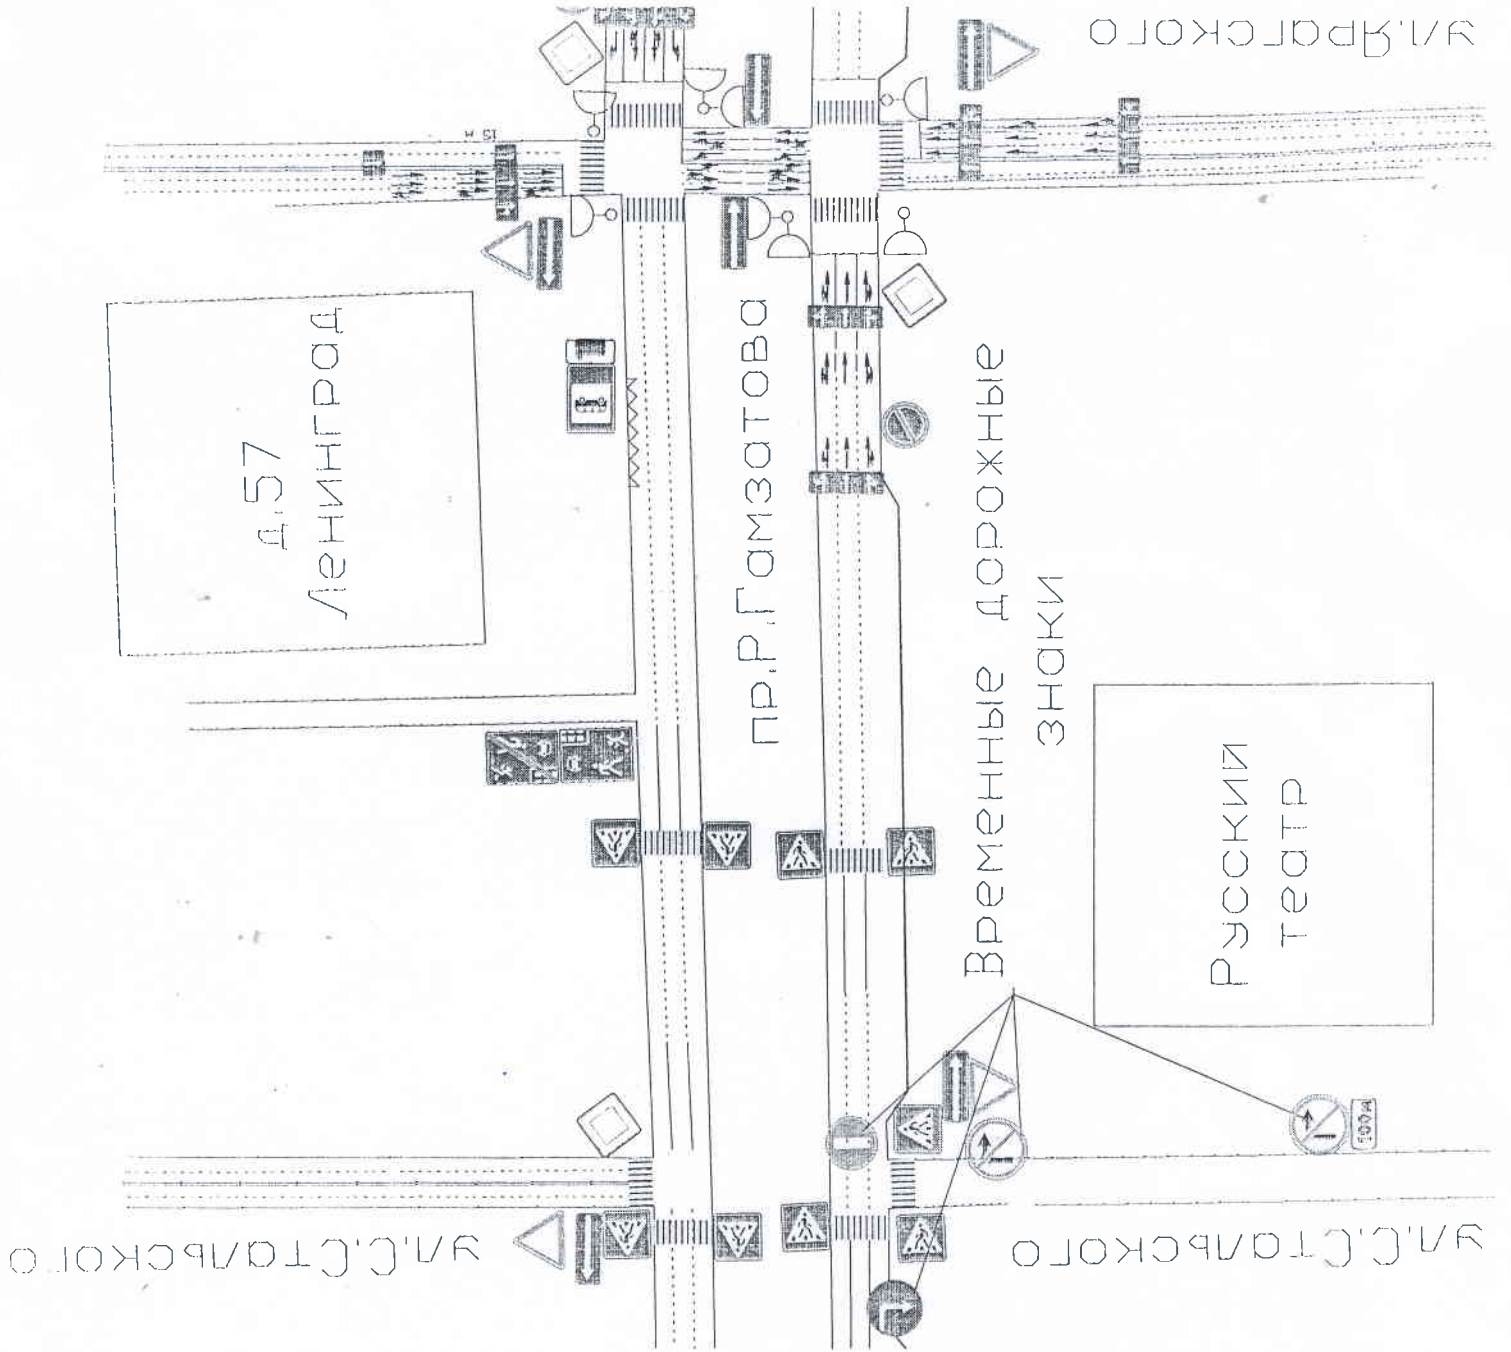 ул.Ярагского
15 м
д.57
Ленинград
пр.Р.Гамзатова
Временные дорожные
знаки
Русский
театр
100м
ул.С.Стальского
ул.С.Стальского